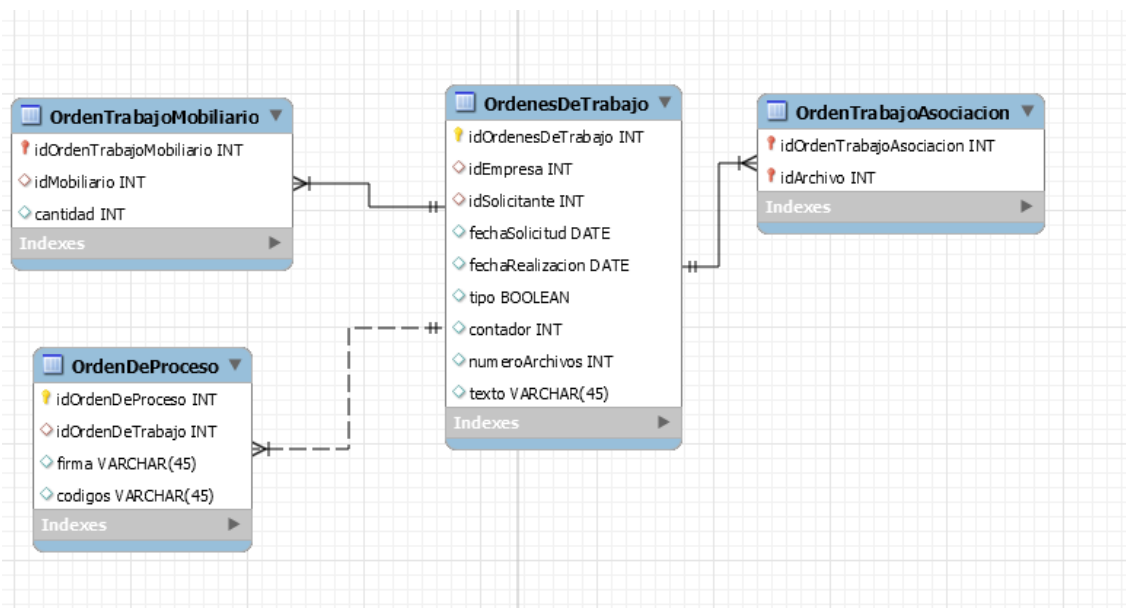 OrdenTrabajoMobiliario
idOrdenTrabajoMobiliario INT
idMobiliario INT
cantidad INT
Indexes
OrdenDeProceso
idOrdenDeProceso INT
idOrdenDeTrabajo INT
firma VARCHAR(45)
codigos VARCHAR(45)
Indexes
OrdenesDeTrabajo
idOrdenesDeTrabajo INT
idEmpresa INT
idSolicitante INT
fechaSolicitud DATE
fechaRealizacion DATE
tipo BOOLEAN
contador INT
numeroArchivos INT
texto VARCHAR(45)
Indexes
OrdenTrabajoAsociacion
idOrdenTrabajoAsociacion INT
idArchivo INT
Indexes